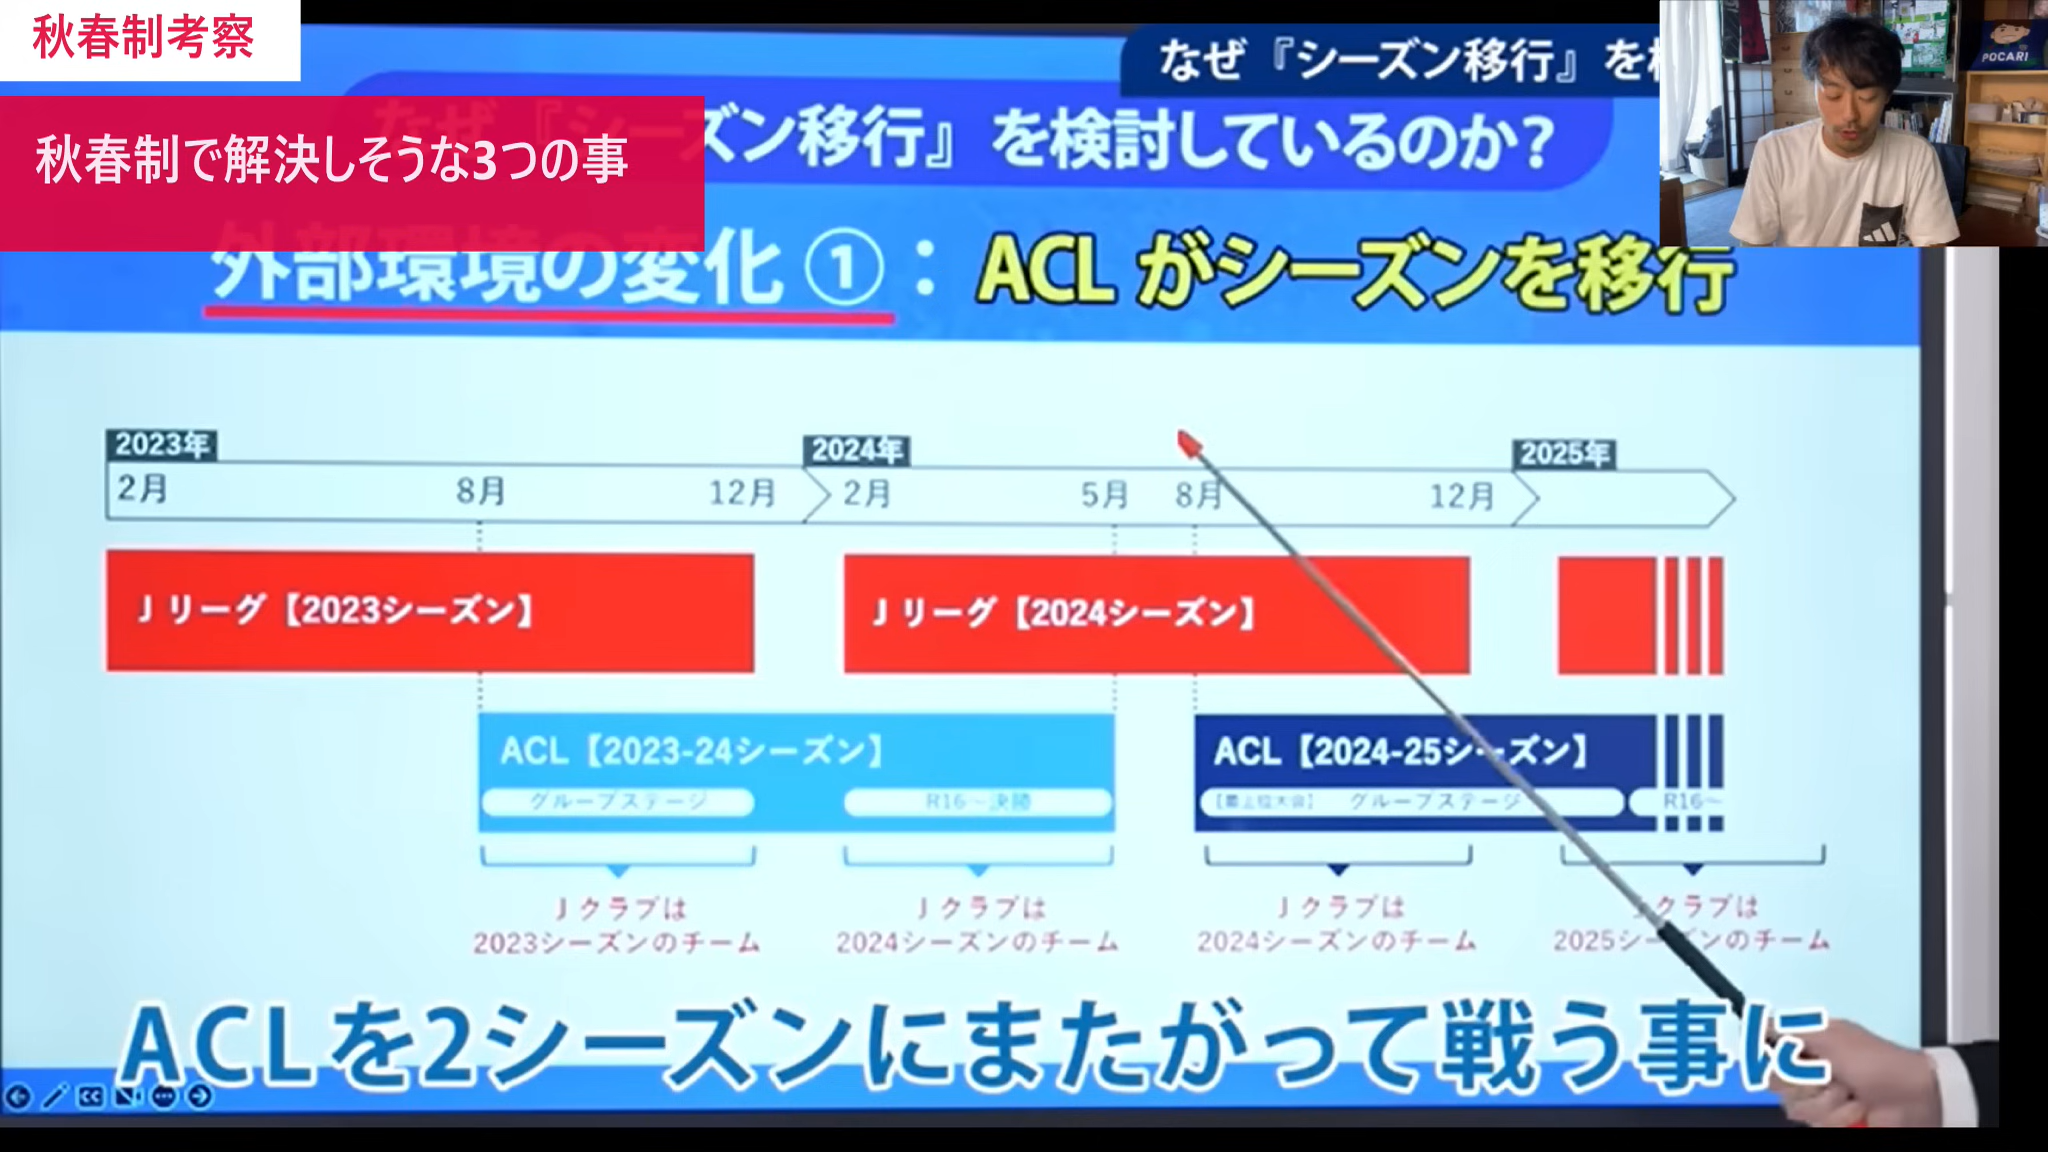 秋春制考察
なぜ『シーズン移行』を
秋春制で解決しそうな3つの事
ズン移行』を検討しているのか?
外部環境の変化①：ACLがシーズンを移行
POCARI
2023年
2024年
2025年
2月
8月
12月
2月
5月
8月
12月
Jリーグ【2023シーズン】
Jリーグ【2024シーズン】
ACL【2023-24シーズン】
ACL【2024-25シーズン】
グループステージ
R16～決勝
【最上位大会】 グループステージ
R16～
Jクラブは
2023シーズンのチーム
Jクラブは
2024シーズンのチーム
Jクラブは
2024シーズンのチーム
クラブは
2025シーズンのチーム
ACLを2シーズンにまたがって戦う事に
CC